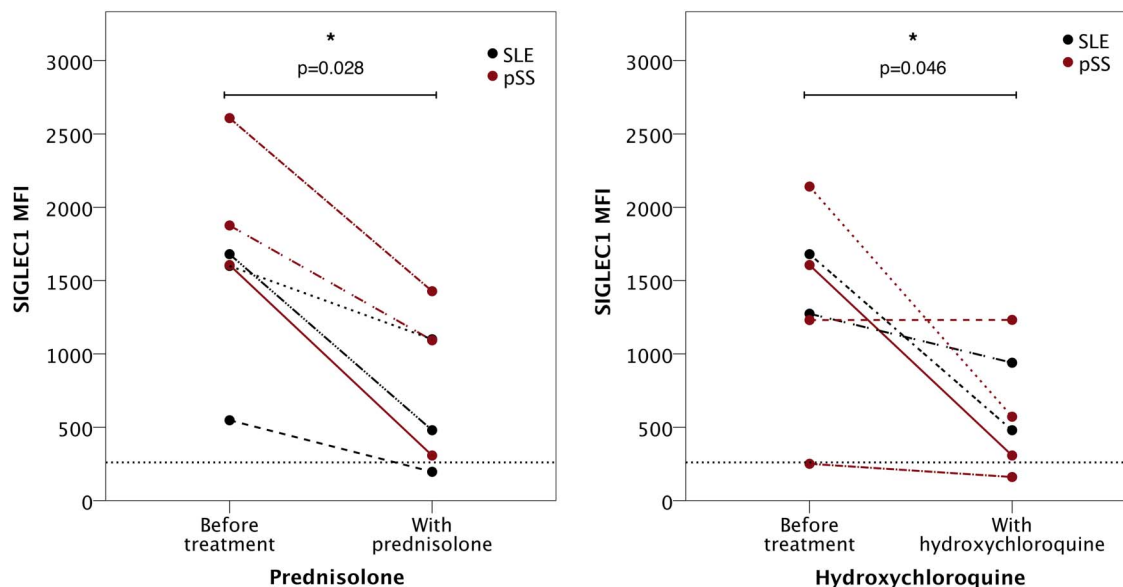 *
p=0.028
SLE
pSS
3000
2500
2000
1500
1000
500
0
SIGLEC1 MFI
Before
treatment
With
prednisolone
Prednisolone
*
p=0.046
SLE
pSS
3000
2500
2000
1500
1000
500
0
SIGLEC1 MFI
Before
treatment
With
hydroxychloroquine
Hydroxychloroquine